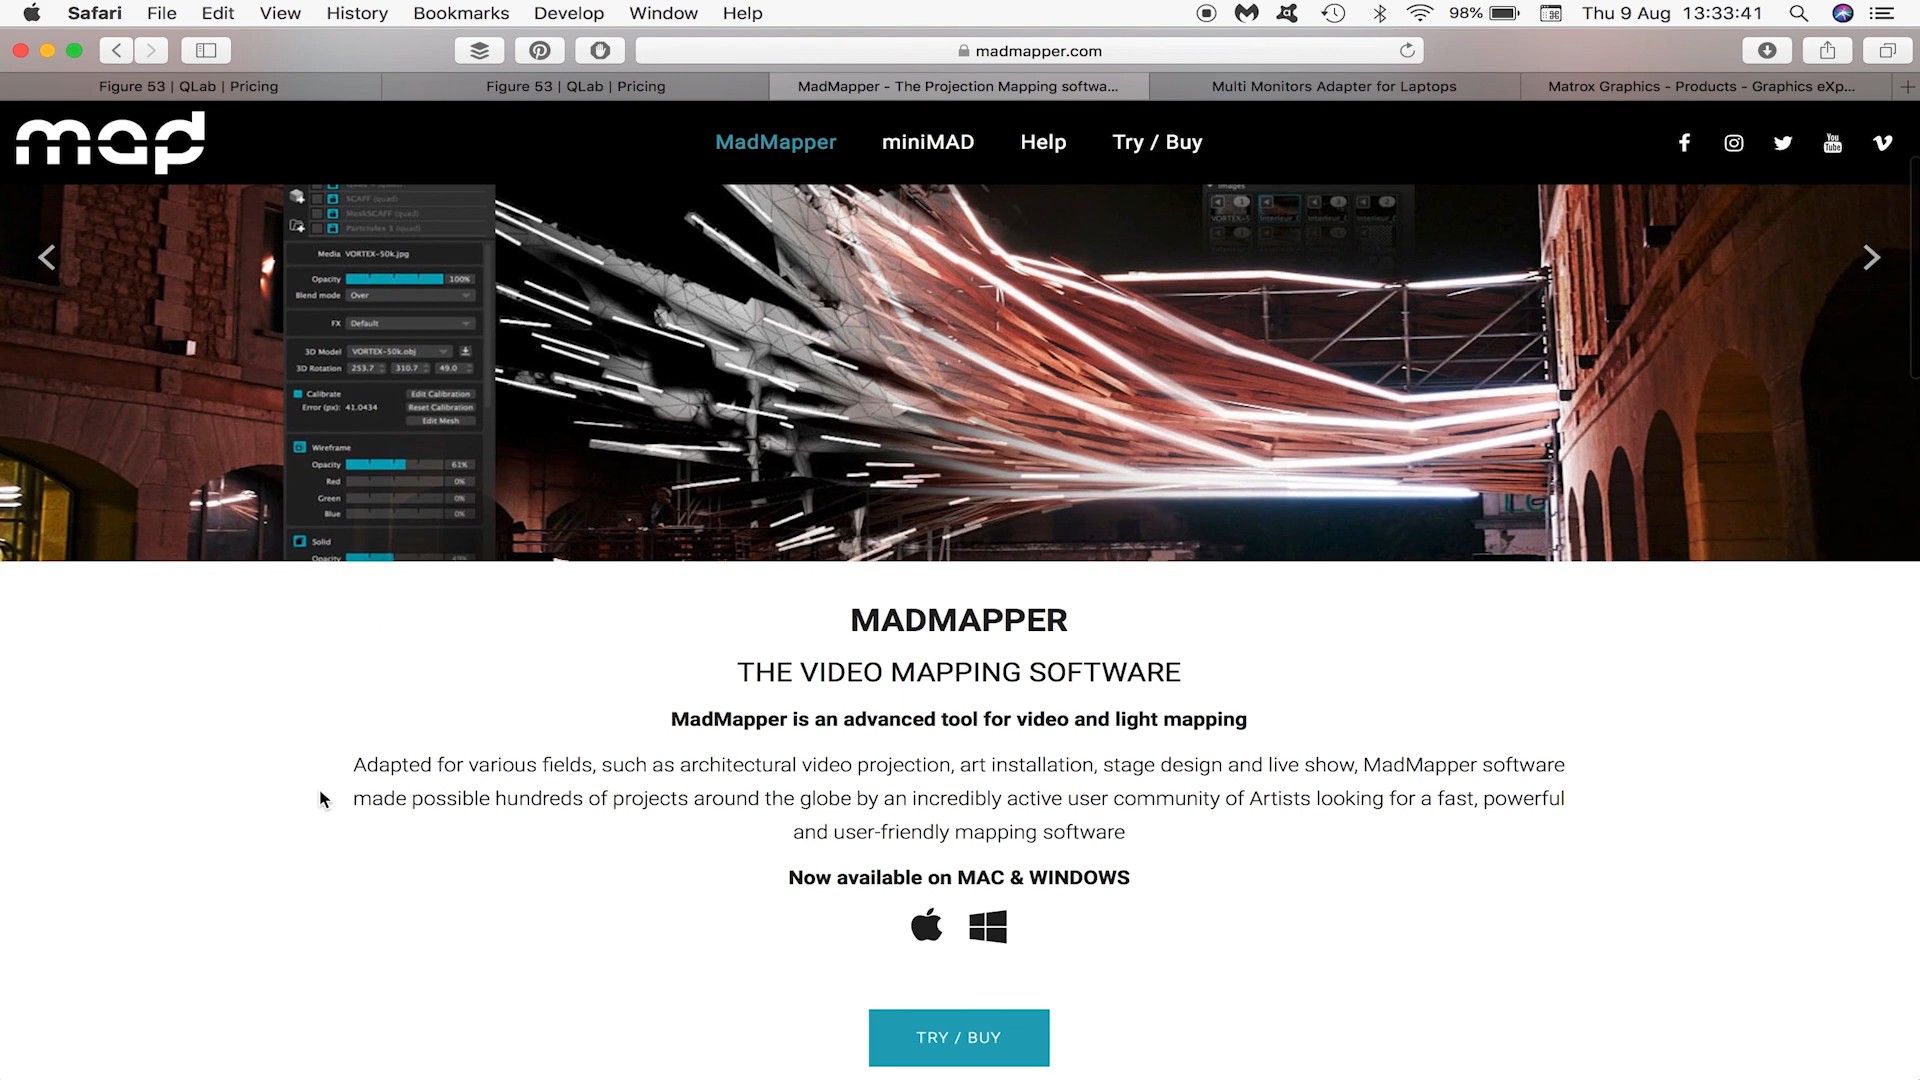 Safari File Edit View History Bookmarks Develop Window Help 98% Thu 9 Aug 13:33:41
madmapper.com
Figure 53 | QLab | Pricing
Figure 53 | QLab | Pricing
MadMapper - The Projection Mapping softwa...
Multi Monitors Adapter for Laptops
Matrox Graphics - Products - Graphics eXp...
mad
MadMapper miniMAD Help Try / Buy
You Tube
SCAFF (quad)
MaskSCAFF (quad)
Particules 1 (quad)
Media VORTEX-50k.jpg
Opacity 100%
Blend mode Over
FX Default
3D Model VORTEX-50k.obj
3D Rotation 253.7 310.7 49.0
Calibrate Edit Calibration
Error (px): 41.0434 Reset Calibration
Edit Mesh
Wireframe
Opacity 61%
Red 0%
Green 0%
Blue 0%
Solid
Opacity 49%
Images
MADMAPPER
THE VIDEO MAPPING SOFTWARE
MadMapper is an advanced tool for video and light mapping
Adapted for various fields, such as architectural video projection, art installation, stage design and live show, MadMapper software
made possible hundreds of projects around the globe by an incredibly active user community of Artists looking for a fast, powerful
and user-friendly mapping software
Now available on MAC & WINDOWS
TRY / BUY